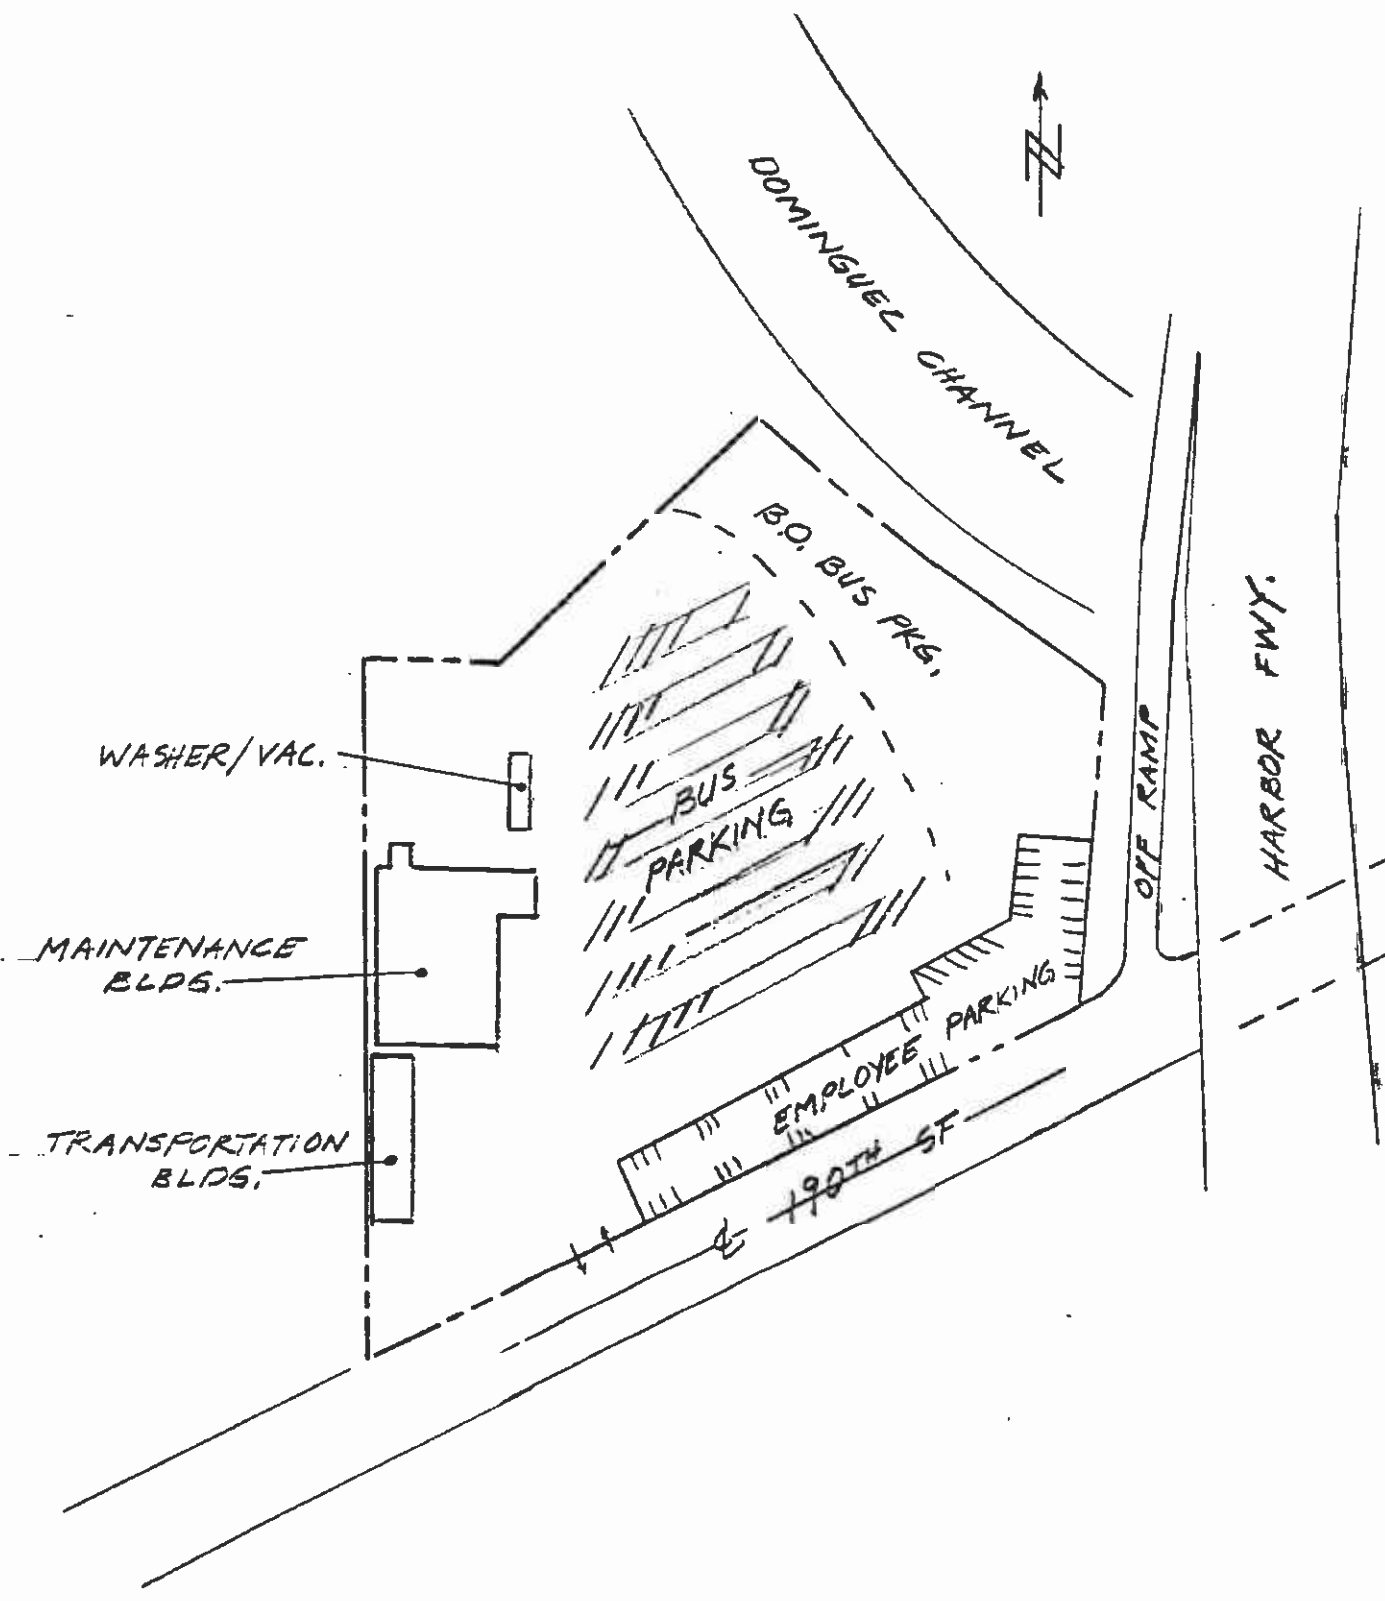 N
DOMINGUEZ CHANNEL
B.O. BUS PKG.
HARBOR FWY.
OFF RAMP
WASHER/VAC.
BUS
PARKING
MAINTENANCE
BLDG.
EMPLOYEE PARKING
TRANSPORTATION
BLDG.
℄ 190TH ST